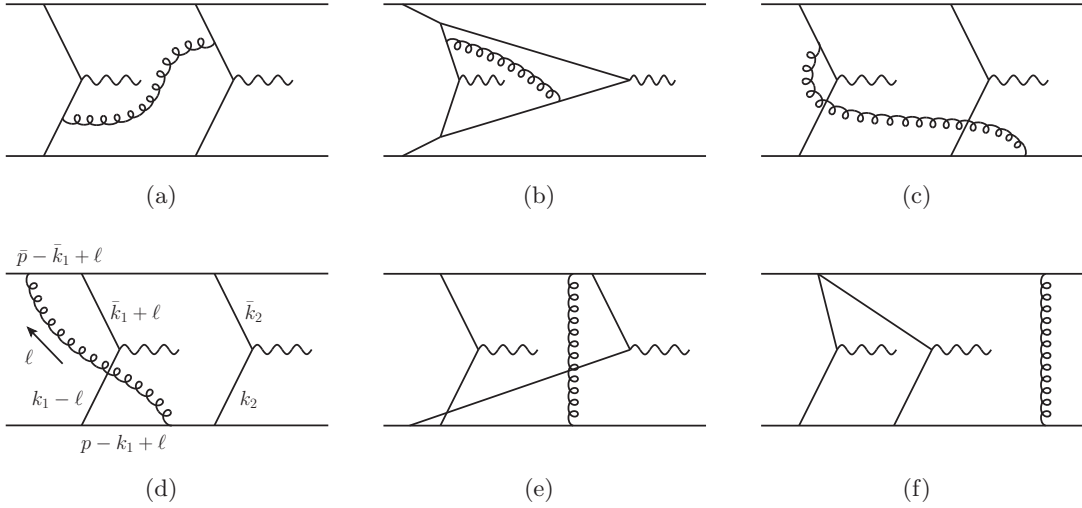 (a)
(b)
(c)
p̄ − k̄₁ + ℓ
k̄₁ + ℓ
k̄₂
ℓ
k₁ − ℓ
k₂
p − k₁ + ℓ
(d)
(e)
(f)